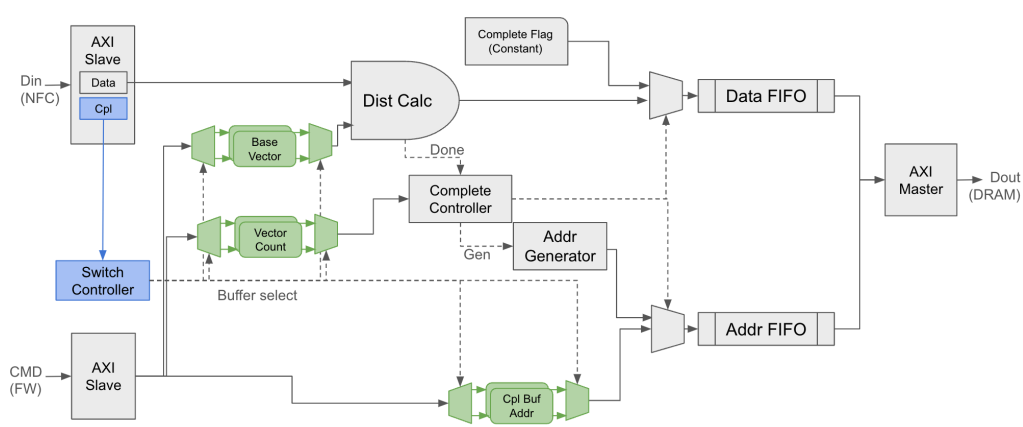 Complete Flag
(Constant)
AXI
Slave
Data
Cpl
Din
(NFC)
Dist Calc
Data FIFO
Base
Vector
Done
AXI
Master
Dout
(DRAM)
Complete
Controller
Vector
Count
Addr
Generator
Gen
Switch
Controller
Buffer select
Addr FIFO
CMD
(FW)
AXI
Slave
Cpl Buf
Addr